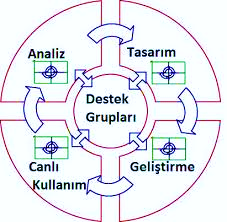 Analiz
Tasarım
Destek
Grupları
Canlı
Kullanım
Geliştirme